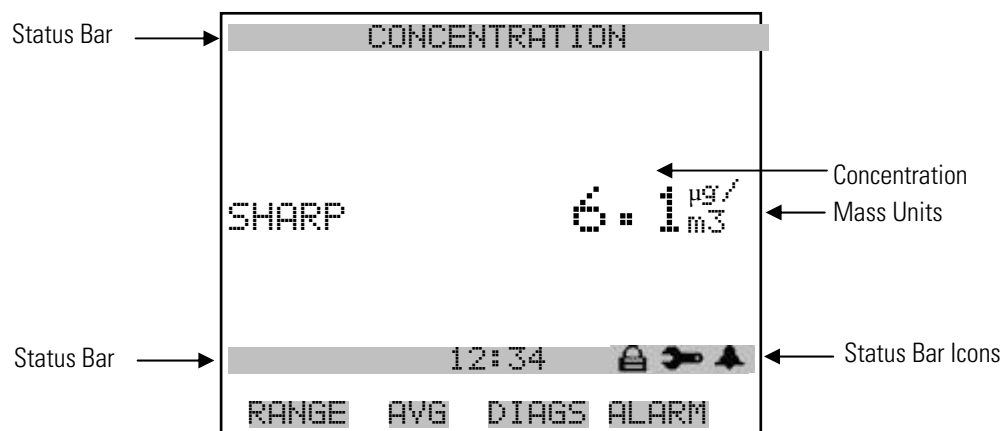 Status Bar
CONCENTRATION
Concentration
SHARP 6.1 µg/m3
Mass Units
Status Bar
12:34
Status Bar Icons
RANGE AVG DIAGS ALARM